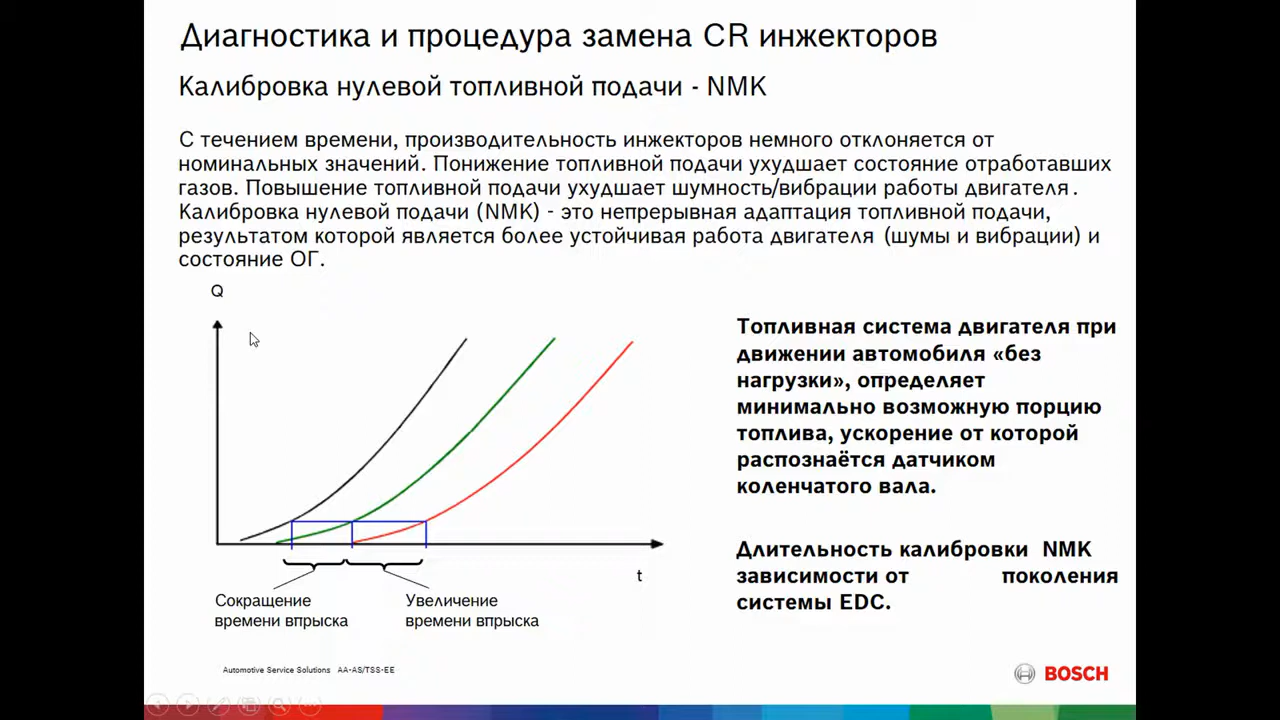 Диагностика и процедура замена CR инжекторов
Калибровка нулевой топливной подачи - NMK
С течением времени, производительность инжекторов немного отклоняется от
номинальных значений. Понижение топливной подачи ухудшает состояние отработавших
газов. Повышение топливной подачи ухудшает шумность/вибрации работы двигателя.
Калибровка нулевой подачи (NMK) - это непрерывная адаптация топливной подачи,
результатом которой является более устойчивая работа двигателя (шумы и вибрации) и
состояние ОГ.
Q
t
Сокращение
времени впрыска
Увеличение
времени впрыска
Топливная система двигателя при
движении автомобиля «без
нагрузки», определяет
минимально возможную порцию
топлива, ускорение от которой
распознаётся датчиком
коленчатого вала.
Длительность калибровки NMK
зависимости от поколения
системы EDC.
Automotive Service Solutions AA-AS/TSS-EE
BOSCH